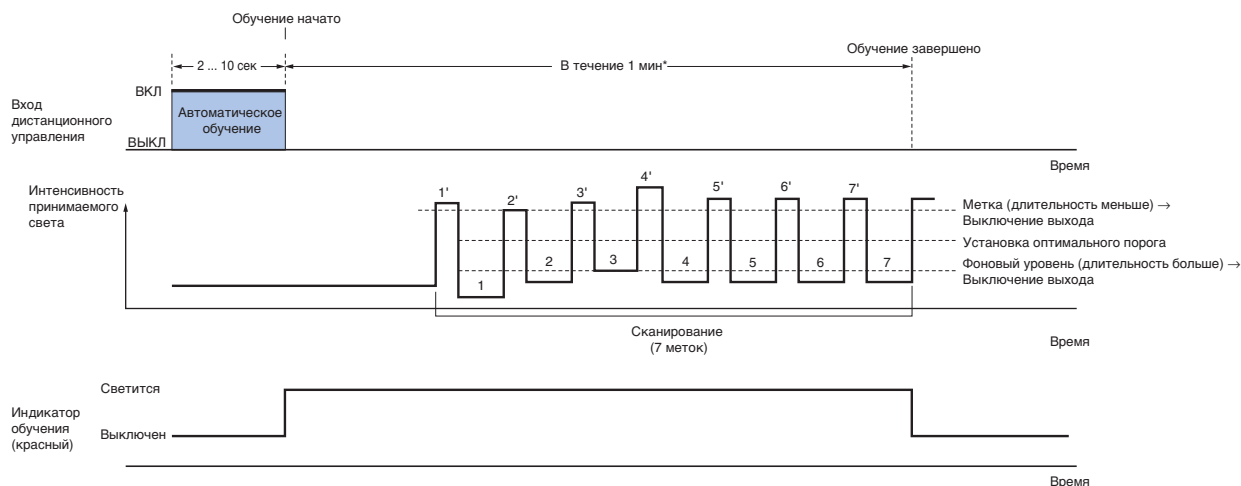 Обучение начато
Обучение завершено
2 ... 10 сек
В течение 1 мин*
ВКЛ
Вход
дистанционного
управления
Автоматическое
обучение
ВЫКЛ
Время
Интенсивность
принимаемого
света
1'
2'
3'
4'
5'
6'
7'
Метка (длительность меньше) →
Выключение выхода
Установка оптимального порога
Фоновый уровень (длительность больше) →
Выключение выхода
1
2
3
4
5
6
7
Сканирование
(7 меток)
Время
Светится
Индикатор
обучения
(красный)
Выключен
Время